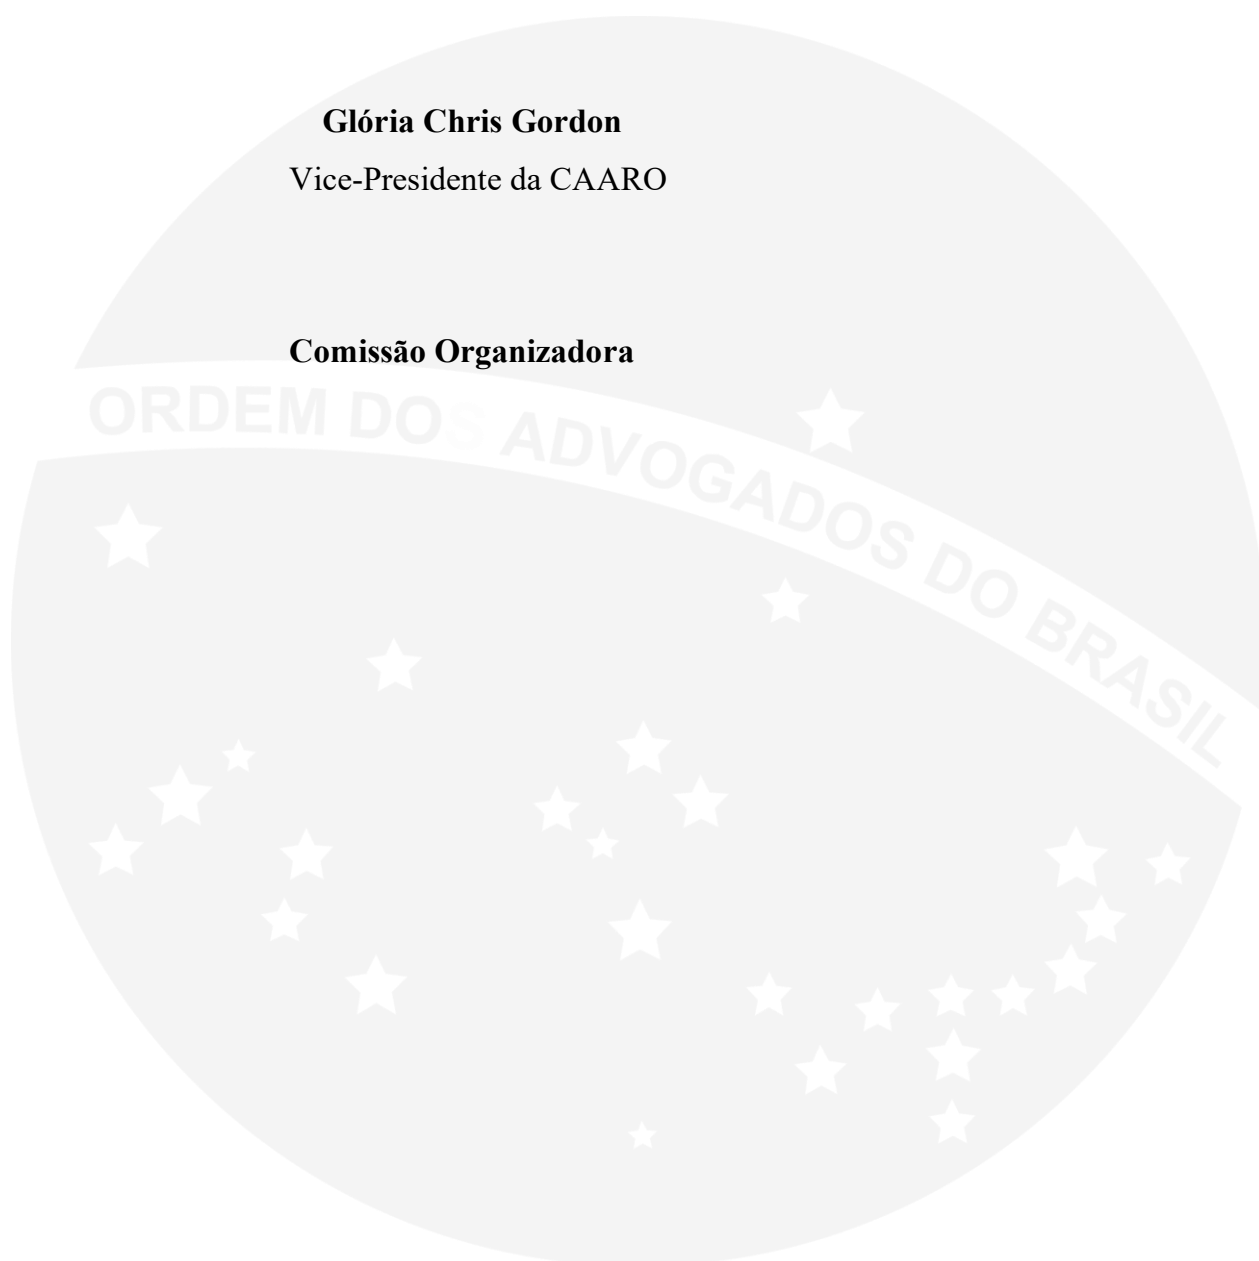 Glória Chris Gordon
Vice-Presidente da CAARO
Comissão Organizadora
ORDEM DOS ADVOGADOS DO BRASIL